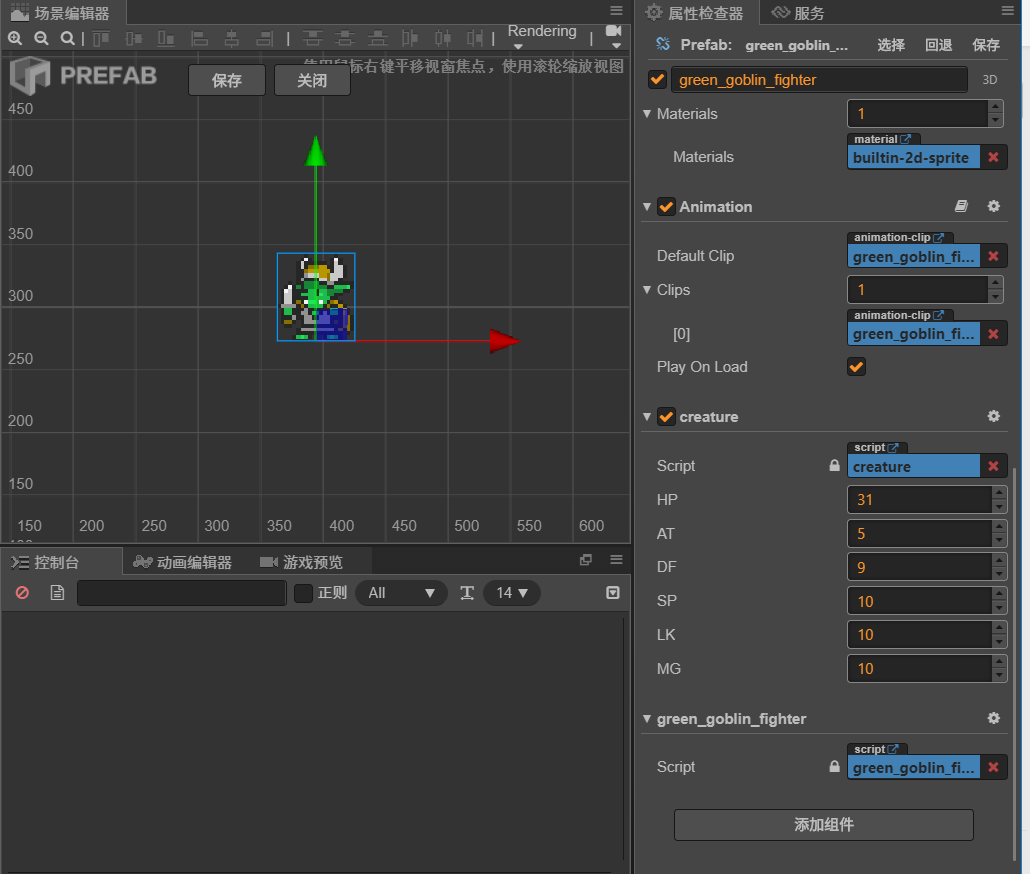 场景编辑器
Rendering
使用鼠标右键平移视窗焦点，使用滚轮缩放视图
PREFAB
保存
关闭
450
400
350
300
250
200
150
150
200
250
300
350
400
450
500
550
600
控制台
动画编辑器
游戏预览
正则
All
14
属性检查器
服务
Prefab:
green_goblin_...
选择
回退
保存
green_goblin_fighter
3D
Materials
1
material
Materials
builtin-2d-sprite
Animation
animation-clip
Default Clip
green_goblin_fi...
Clips
1
animation-clip
[0]
green_goblin_fi...
Play On Load
creature
script
Script
creature
HP
31
AT
5
DF
9
SP
10
LK
10
MG
10
green_goblin_fighter
script
Script
green_goblin_fi...
添加组件